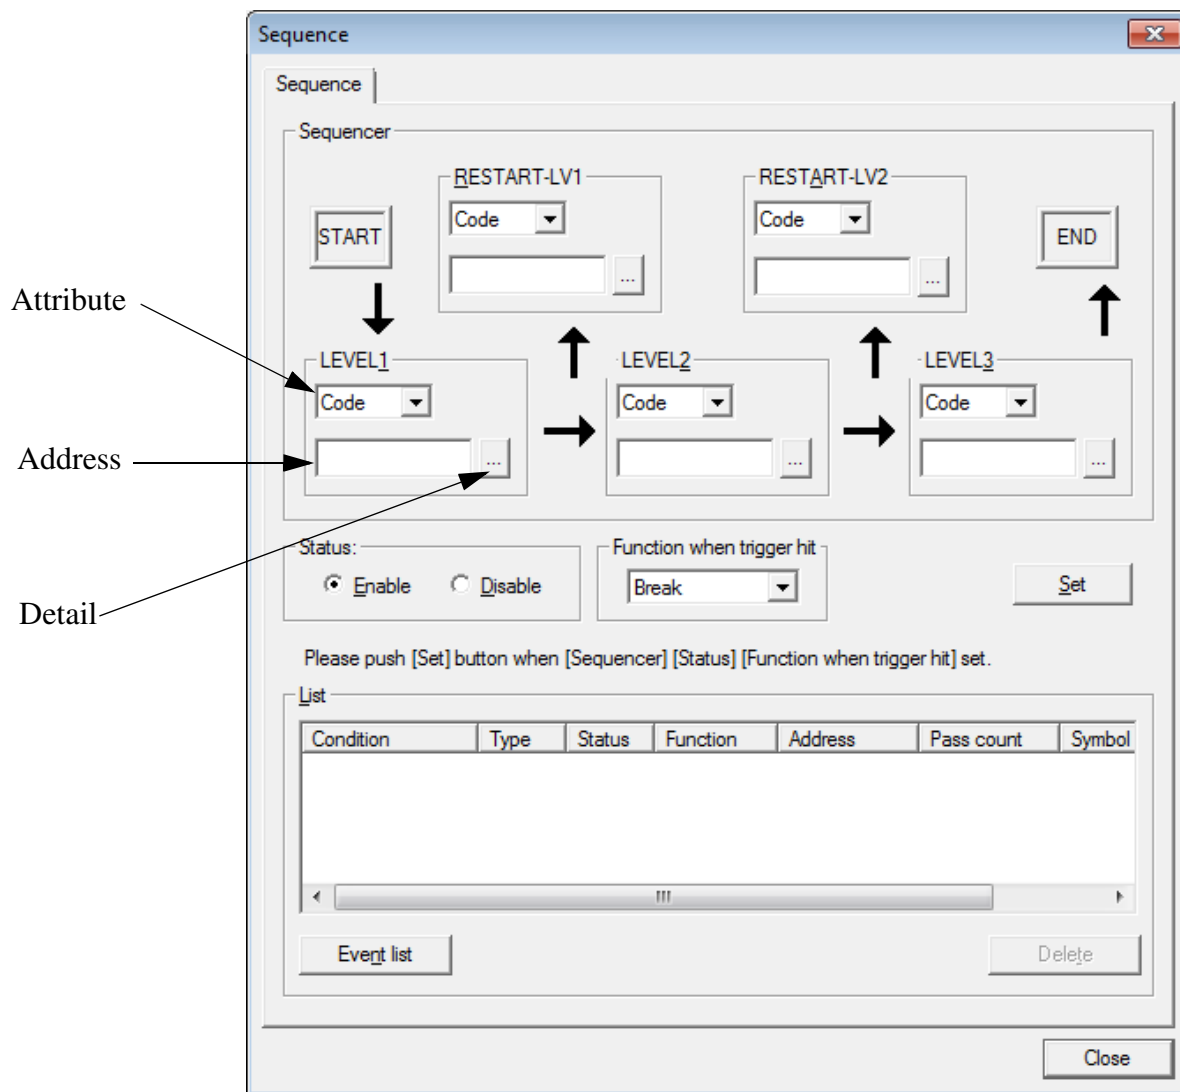 Sequence
Sequence
Sequencer
RESTART-LV1
RESTART-LV2
START
Code
Code
END
...
...
Attribute
LEVEL1
LEVEL2
LEVEL3
Code
Code
Code
Address
...
...
...
Status:
Function when trigger hit
Enable
Disable
Break
Set
Detail
Please push [Set] button when [Sequencer] [Status] [Function when trigger hit] set.
List
Condition Type Status Function Address Pass count Symbol
Event list
Delete
Close